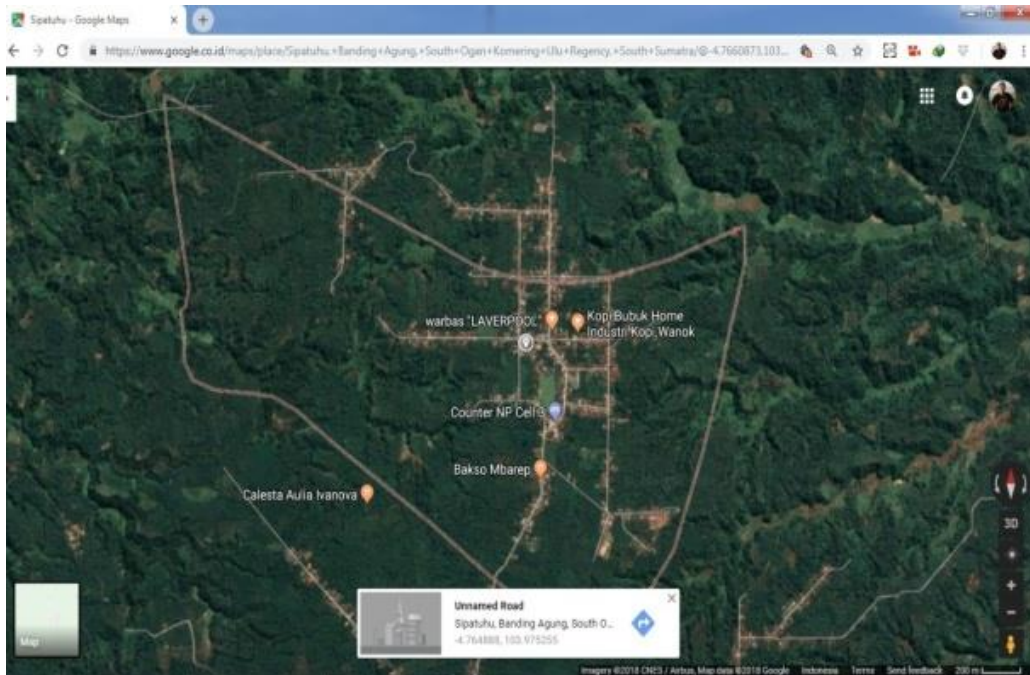 Sipatuhu - Google Maps
https://www.google.co.id/maps/place/Sipatuhu,+Banding+Agung,+South+Ogan+Komering+Ulu+Regency,+South+Sumatra/@-4.7660873,103...
warbas "LAVERPOOL"
Kopi Bubuk Home
Industri Kopi Wanok
Counter NP Cell 3
Bakso Mbarep
Calesta Aulia Ivanova
3D
Map
Unnamed Road
Sipatuhu, Banding Agung, South O...
-4.764888, 103.975255
Imagery ©2018 CNES / Airbus, Map data ©2018 Google Indonesia Terms Send feedback 200 m